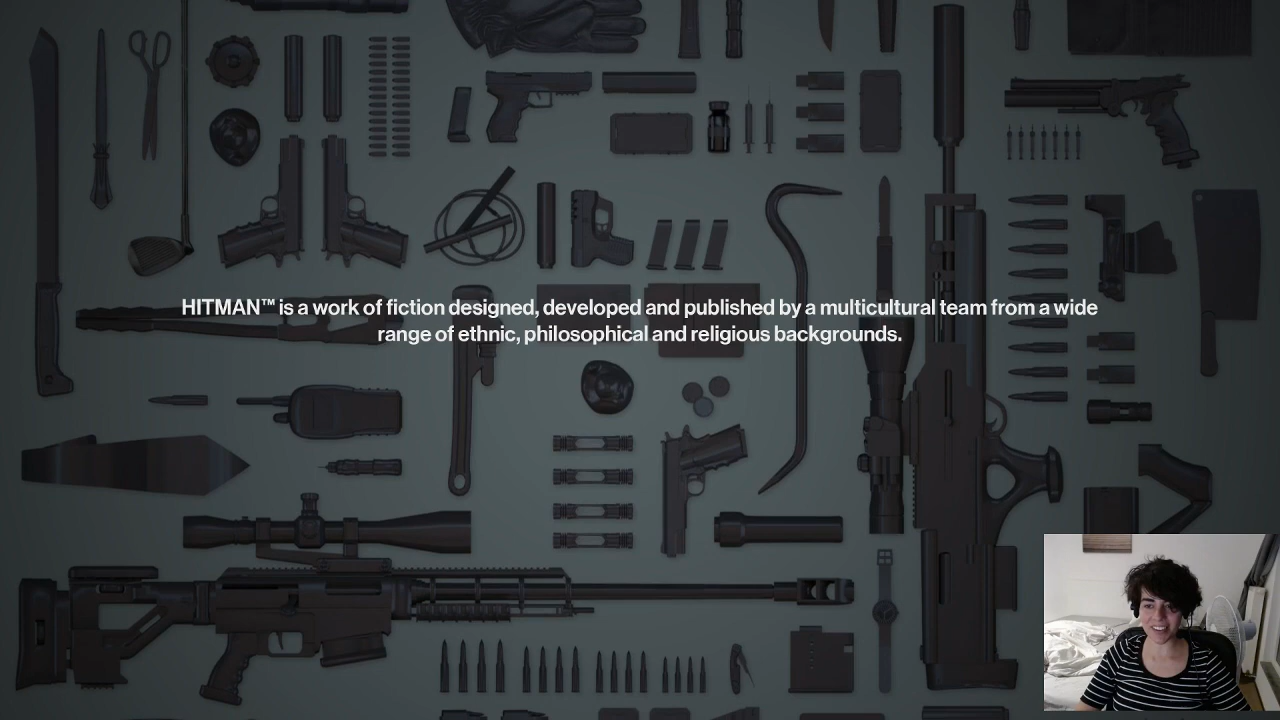 HITMAN™ is a work of fiction designed, developed and published by a multicultural team from a wide
range of ethnic, philosophical and religious backgrounds.